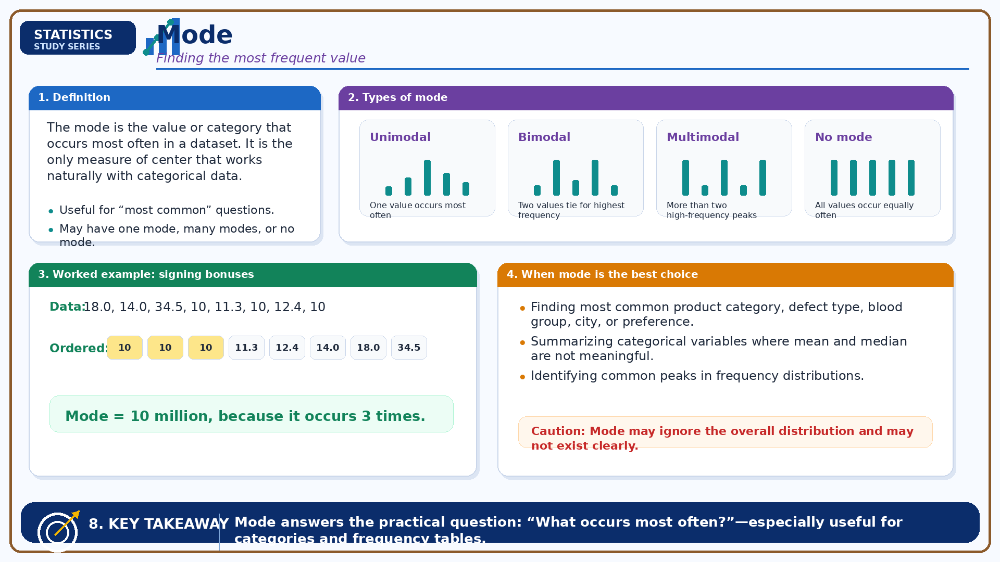 STATISTICS
STUDY SERIES
Mode
Finding the most frequent value
1. Definition
The mode is the value or category that
occurs most often in a dataset. It is the
only measure of center that works
naturally with categorical data.
• Useful for “most common” questions.
• May have one mode, many modes, or no
mode.
2. Types of mode
Unimodal
One value occurs most
often
Bimodal
Two values tie for highest
frequency
Multimodal
More than two
high-frequency peaks
No mode
All values occur equally
often
3. Worked example: signing bonuses
Data: 18.0, 14.0, 34.5, 10, 11.3, 10, 12.4, 10
Ordered: 10 10 10 11.3 12.4 14.0 18.0 34.5
Mode = 10 million, because it occurs 3 times.
4. When mode is the best choice
• Finding most common product category, defect type, blood
group, city, or preference.
• Summarizing categorical variables where mean and median
are not meaningful.
• Identifying common peaks in frequency distributions.
Caution: Mode may ignore the overall distribution and may
not exist clearly.
8. KEY TAKEAWAY
Mode answers the practical question: “What occurs most often?”—especially useful for
categories and frequency tables.